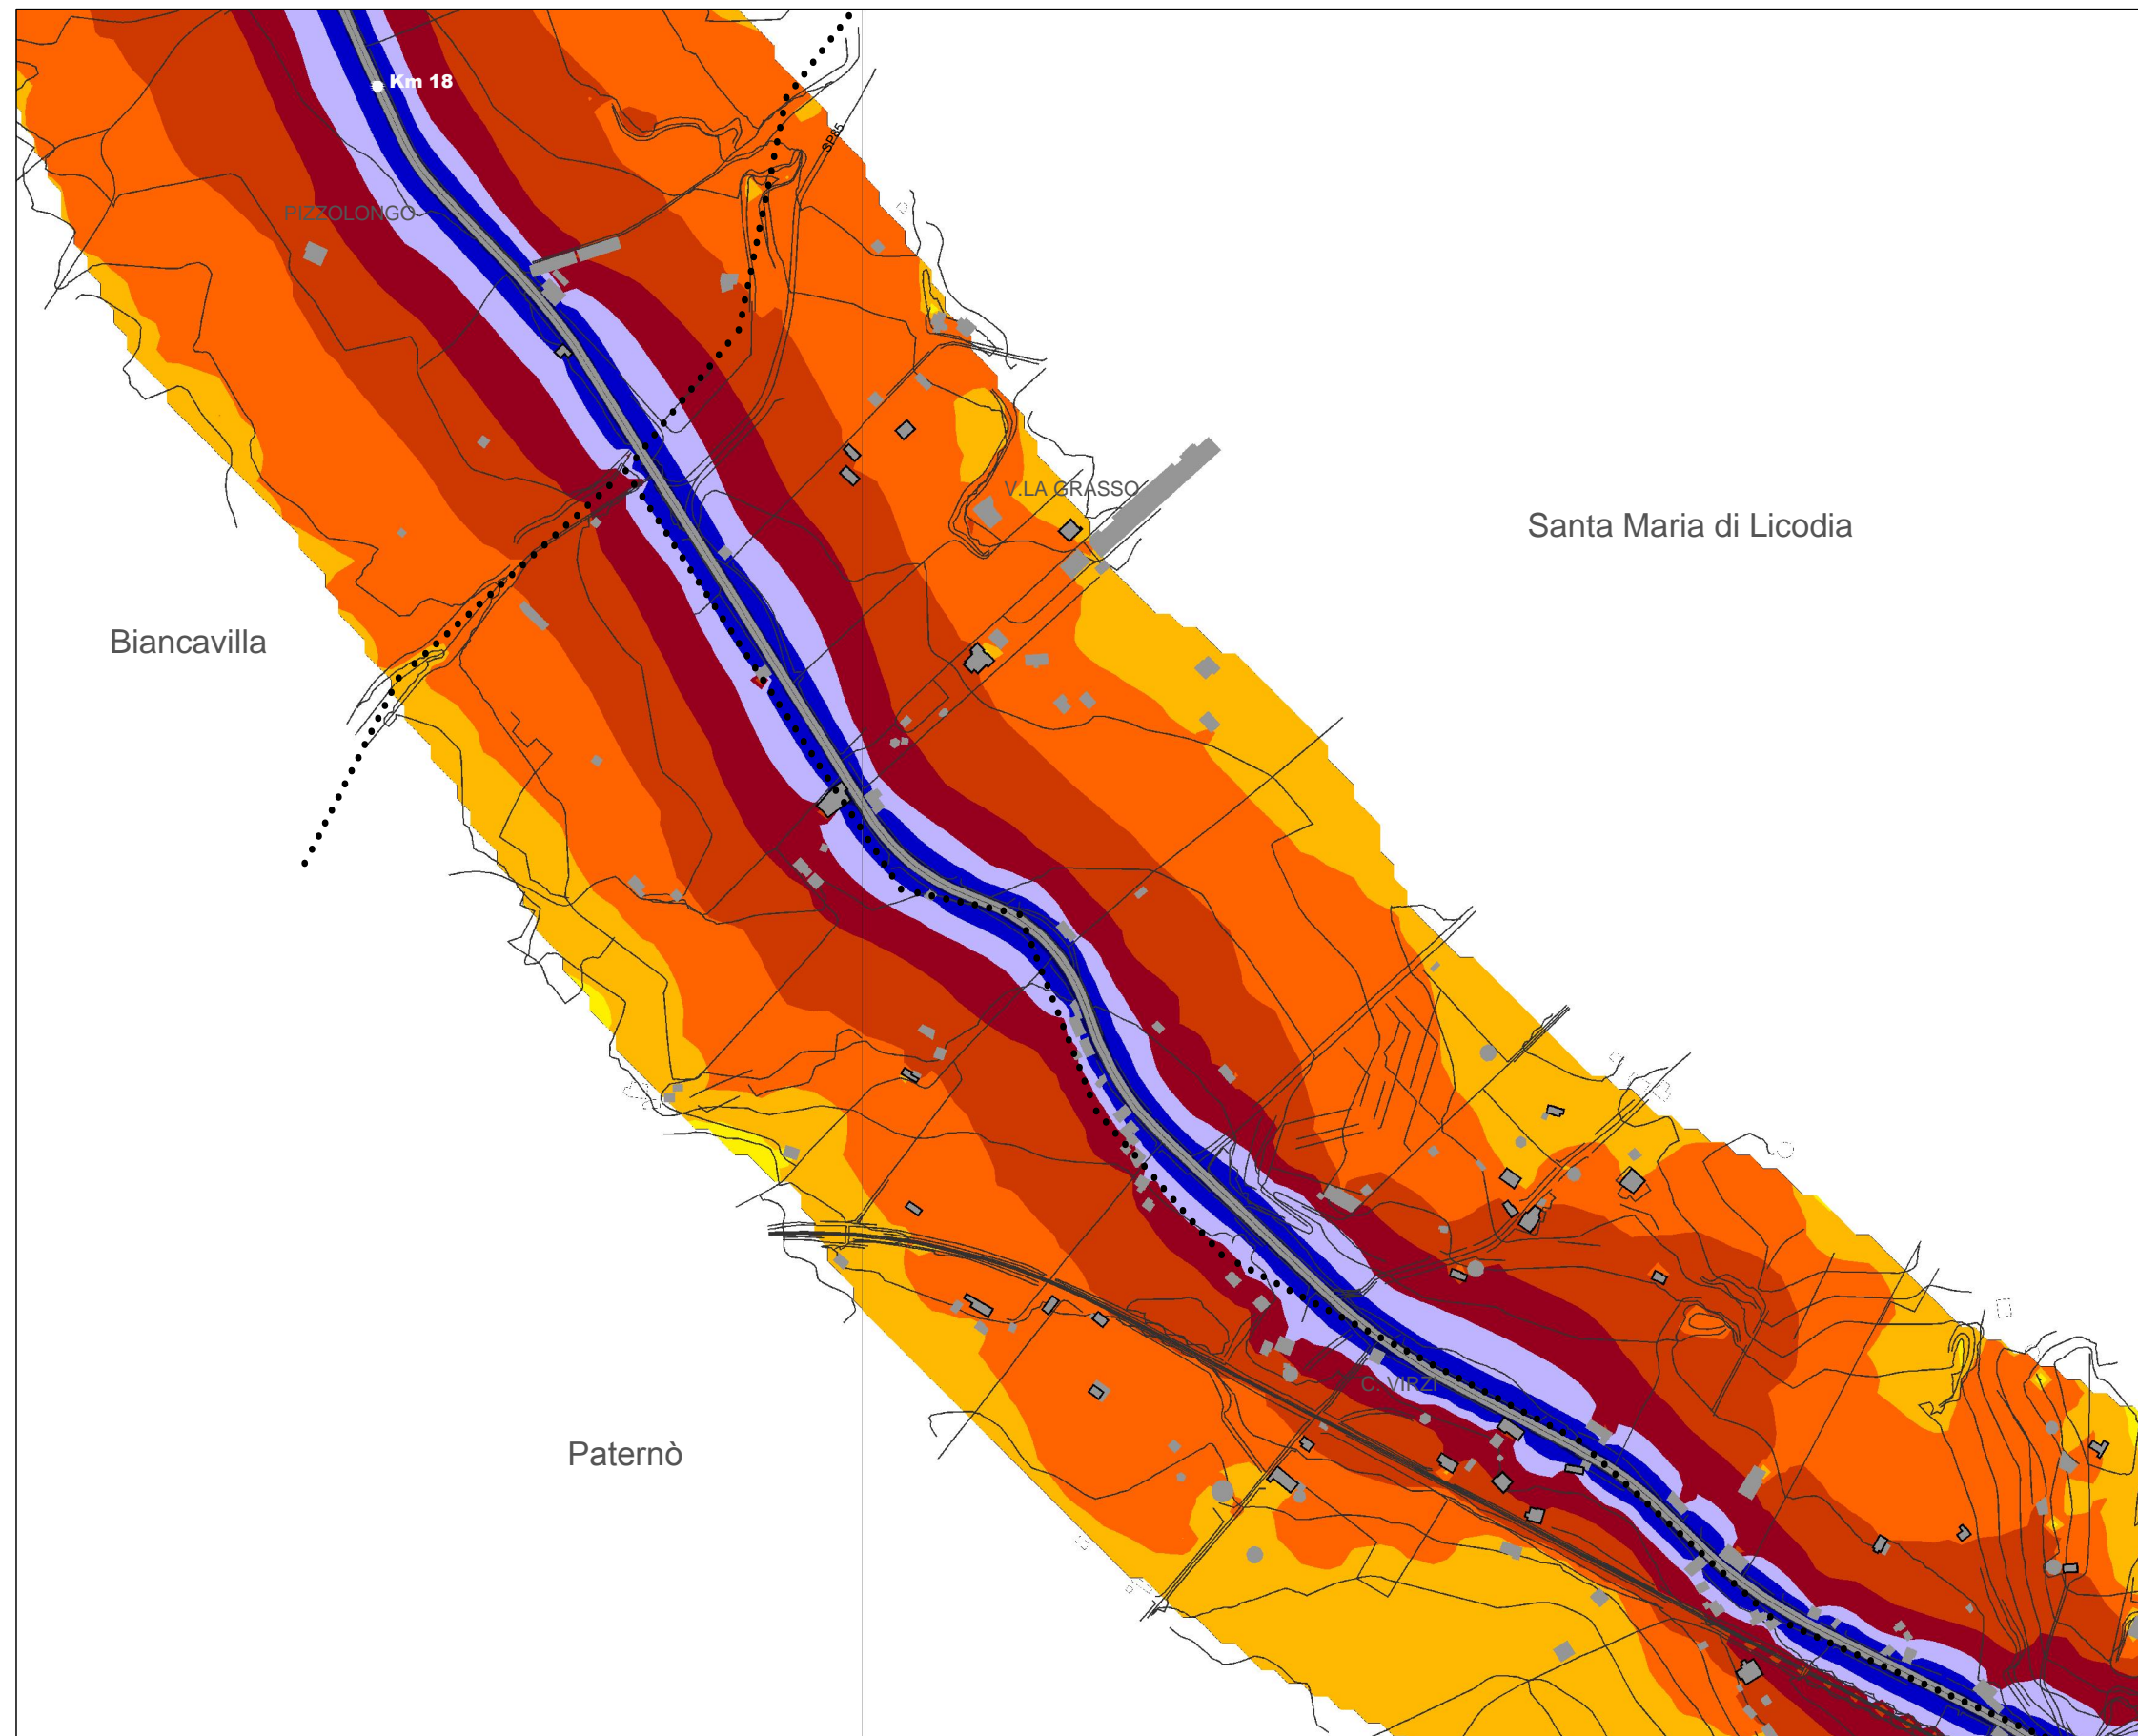 Km 18
SP85
PIZZOLONGO
V.LA GRASSO
Santa Maria di Licodia
Biancavilla
C. VIRZI
Paternò